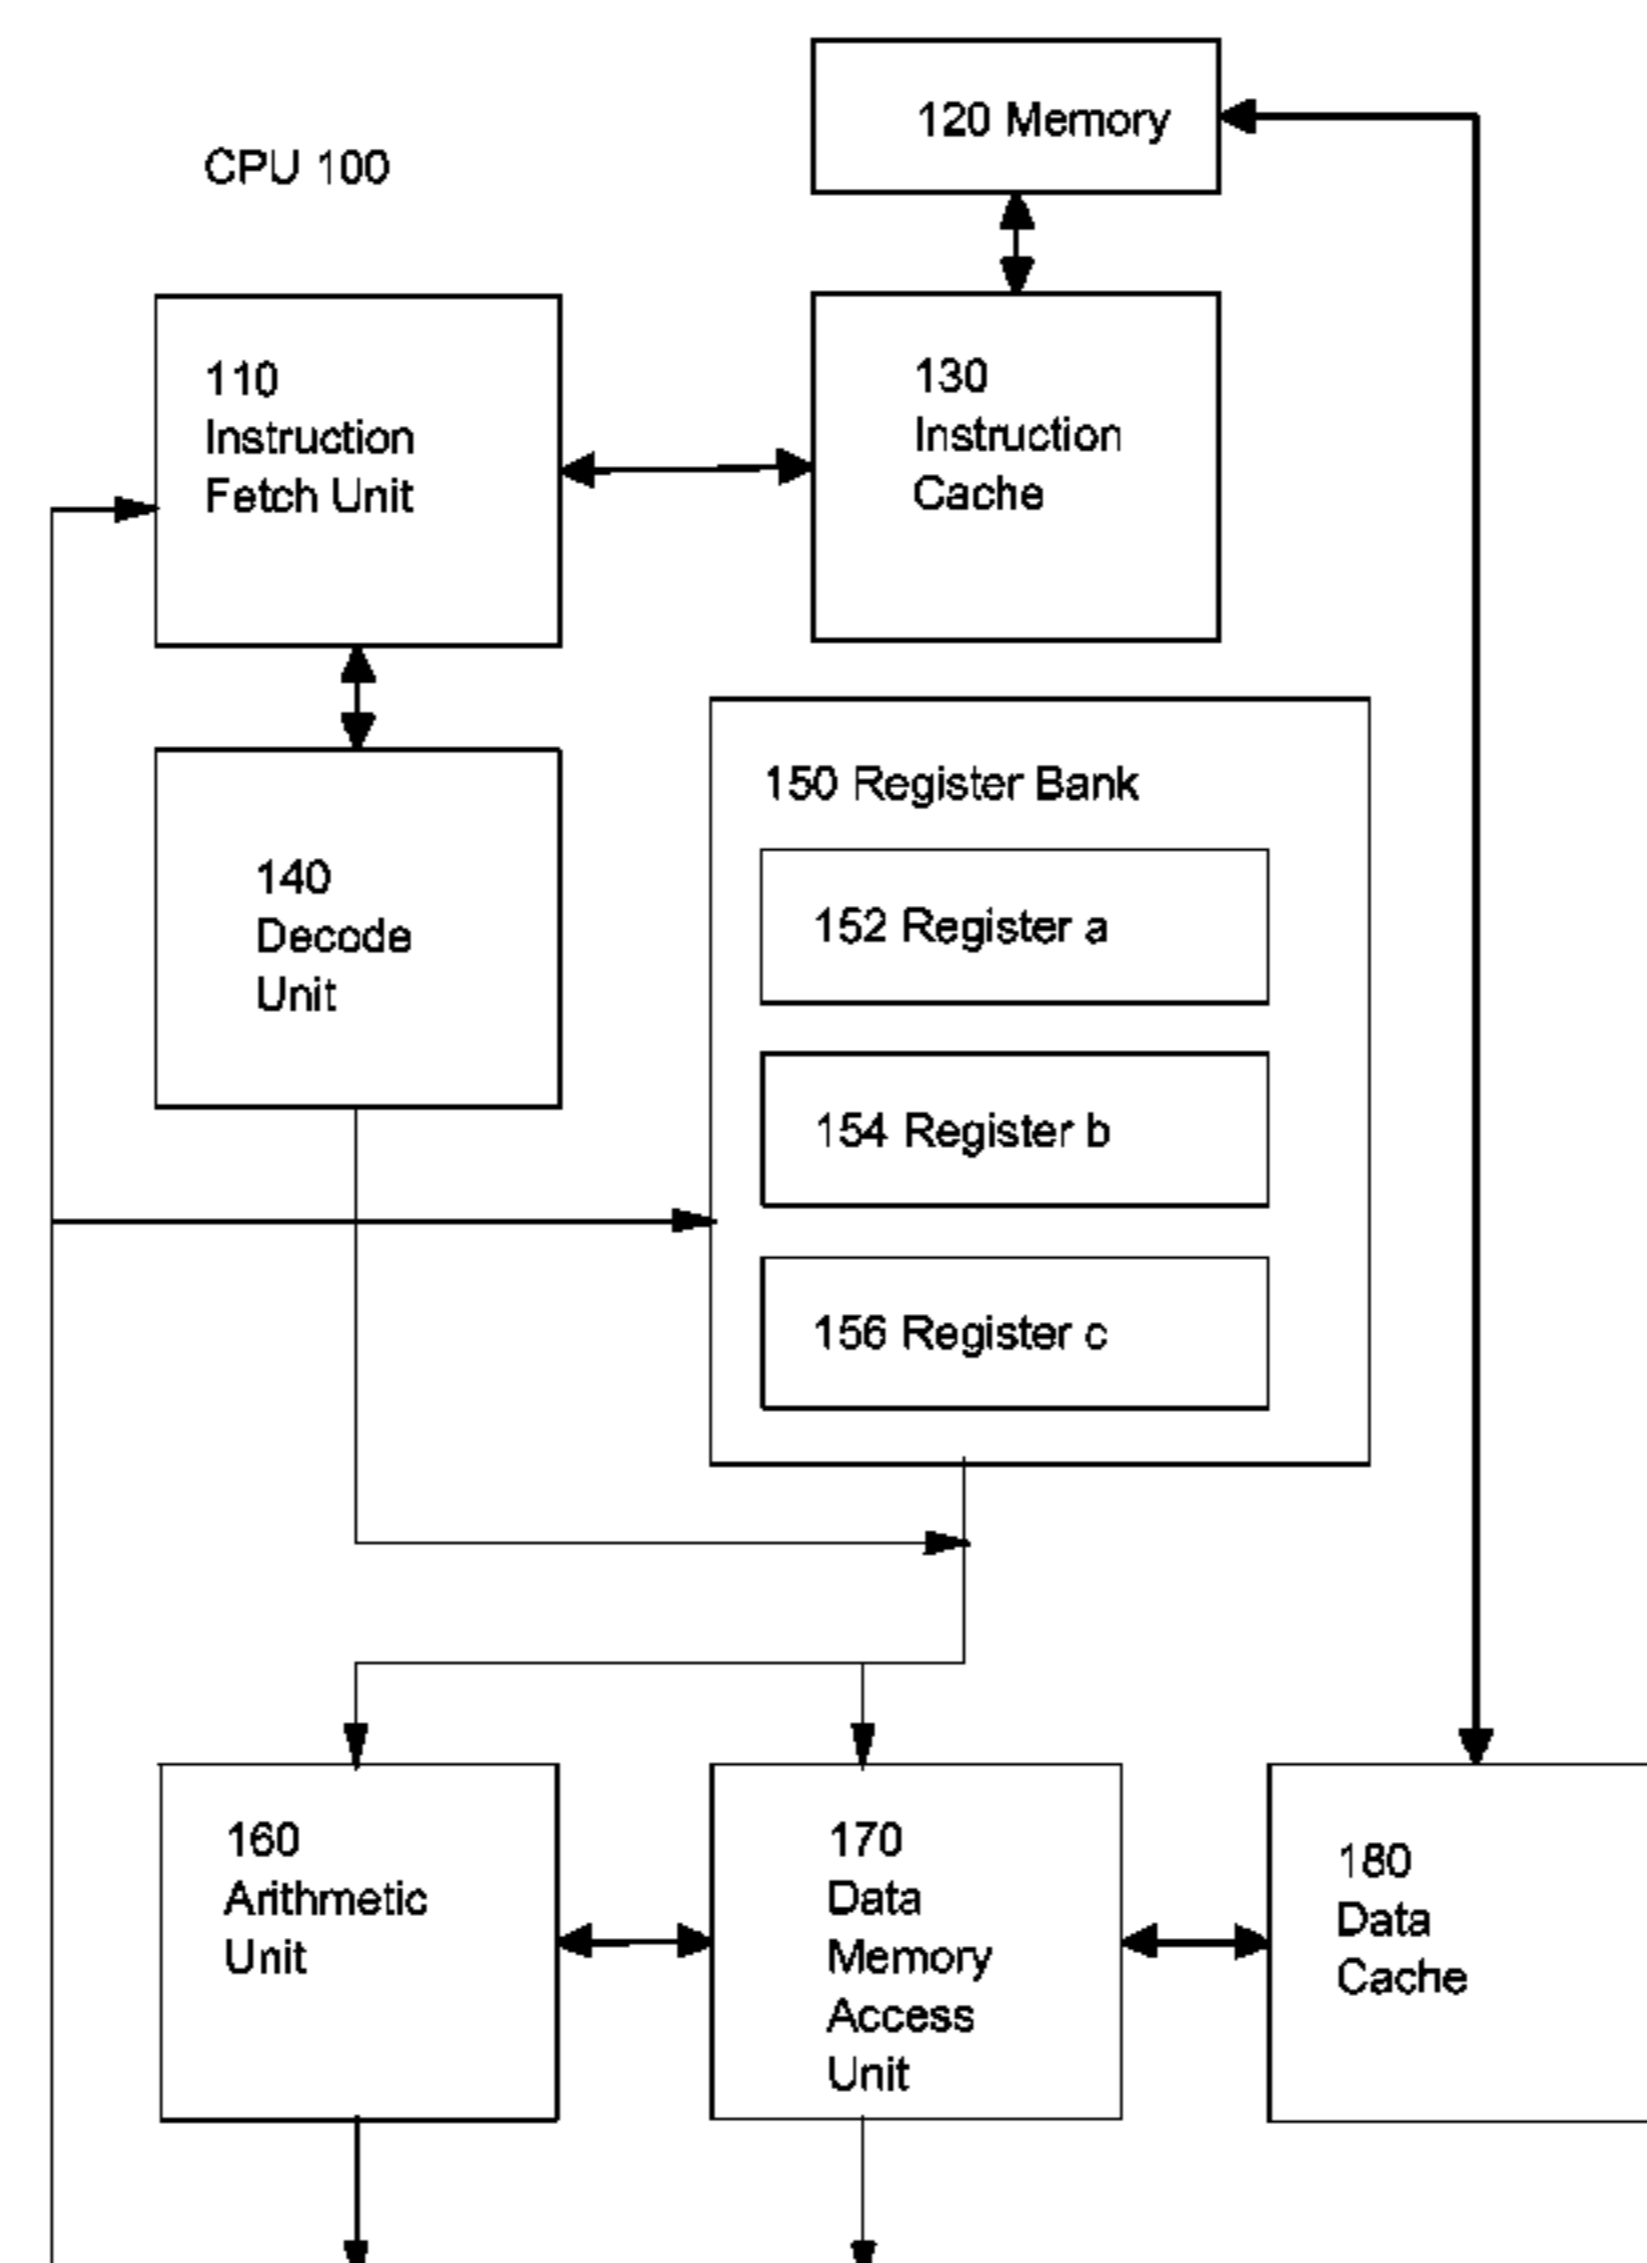 120 Memory
CPU 100
110
Instruction
Fetch Unit
130
Instruction
Cache
150 Register Bank
140
Decode
Unit
152 Register a
154 Register b
156 Register c
160
Arithmetic
Unit
170
Data
Memory
Access
Unit
180
Data
Cache